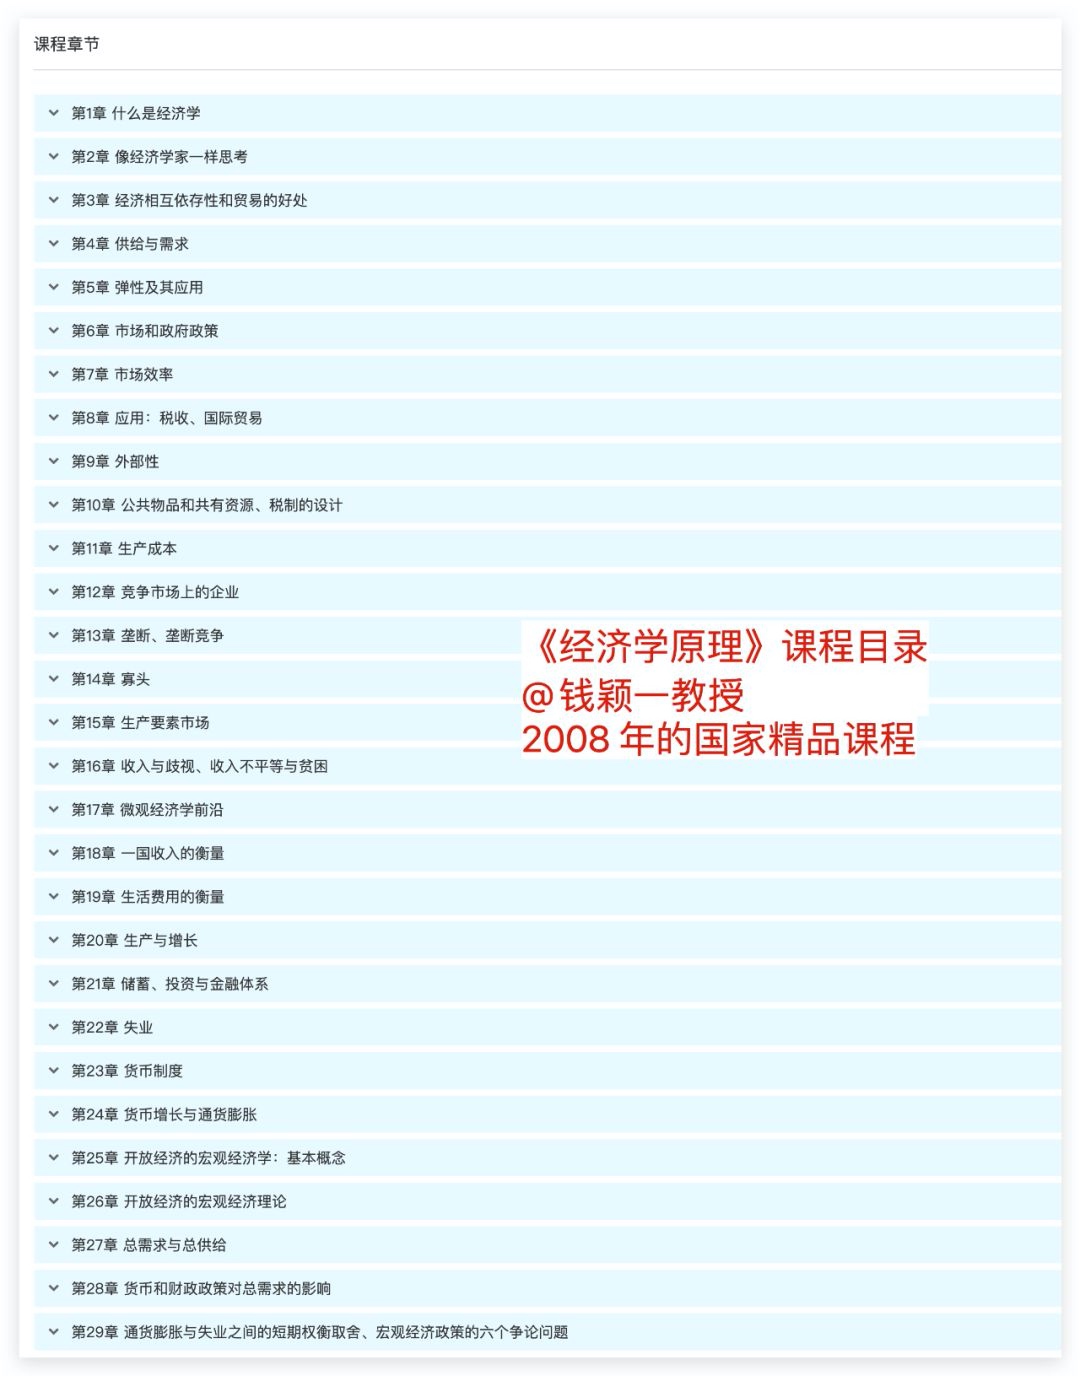 课程章节
第1章 什么是经济学
第2章 像经济学家一样思考
第3章 经济相互依存性和贸易的好处
第4章 供给与需求
第5章 弹性及其应用
第6章 市场和政府政策
第7章 市场效率
第8章 应用：税收、国际贸易
第9章 外部性
第10章 公共物品和共有资源、税制的设计
第11章 生产成本
第12章 竞争市场上的企业
第13章 垄断、垄断竞争
第14章 寡头
第15章 生产要素市场
第16章 收入与歧视、收入不平等与贫困
第17章 微观经济学前沿
第18章 一国收入的衡量
第19章 生活费用的衡量
第20章 生产与增长
第21章 储蓄、投资与金融体系
第22章 失业
第23章 货币制度
第24章 货币增长与通货膨胀
第25章 开放经济的宏观经济学：基本概念
第26章 开放经济的宏观经济理论
第27章 总需求与总供给
第28章 货币和财政政策对总需求的影响
第29章 通货膨胀与失业之间的短期权衡取舍、宏观经济政策的六个争论问题
《经济学原理》课程目录
@钱颖一教授
2008 年的国家精品课程